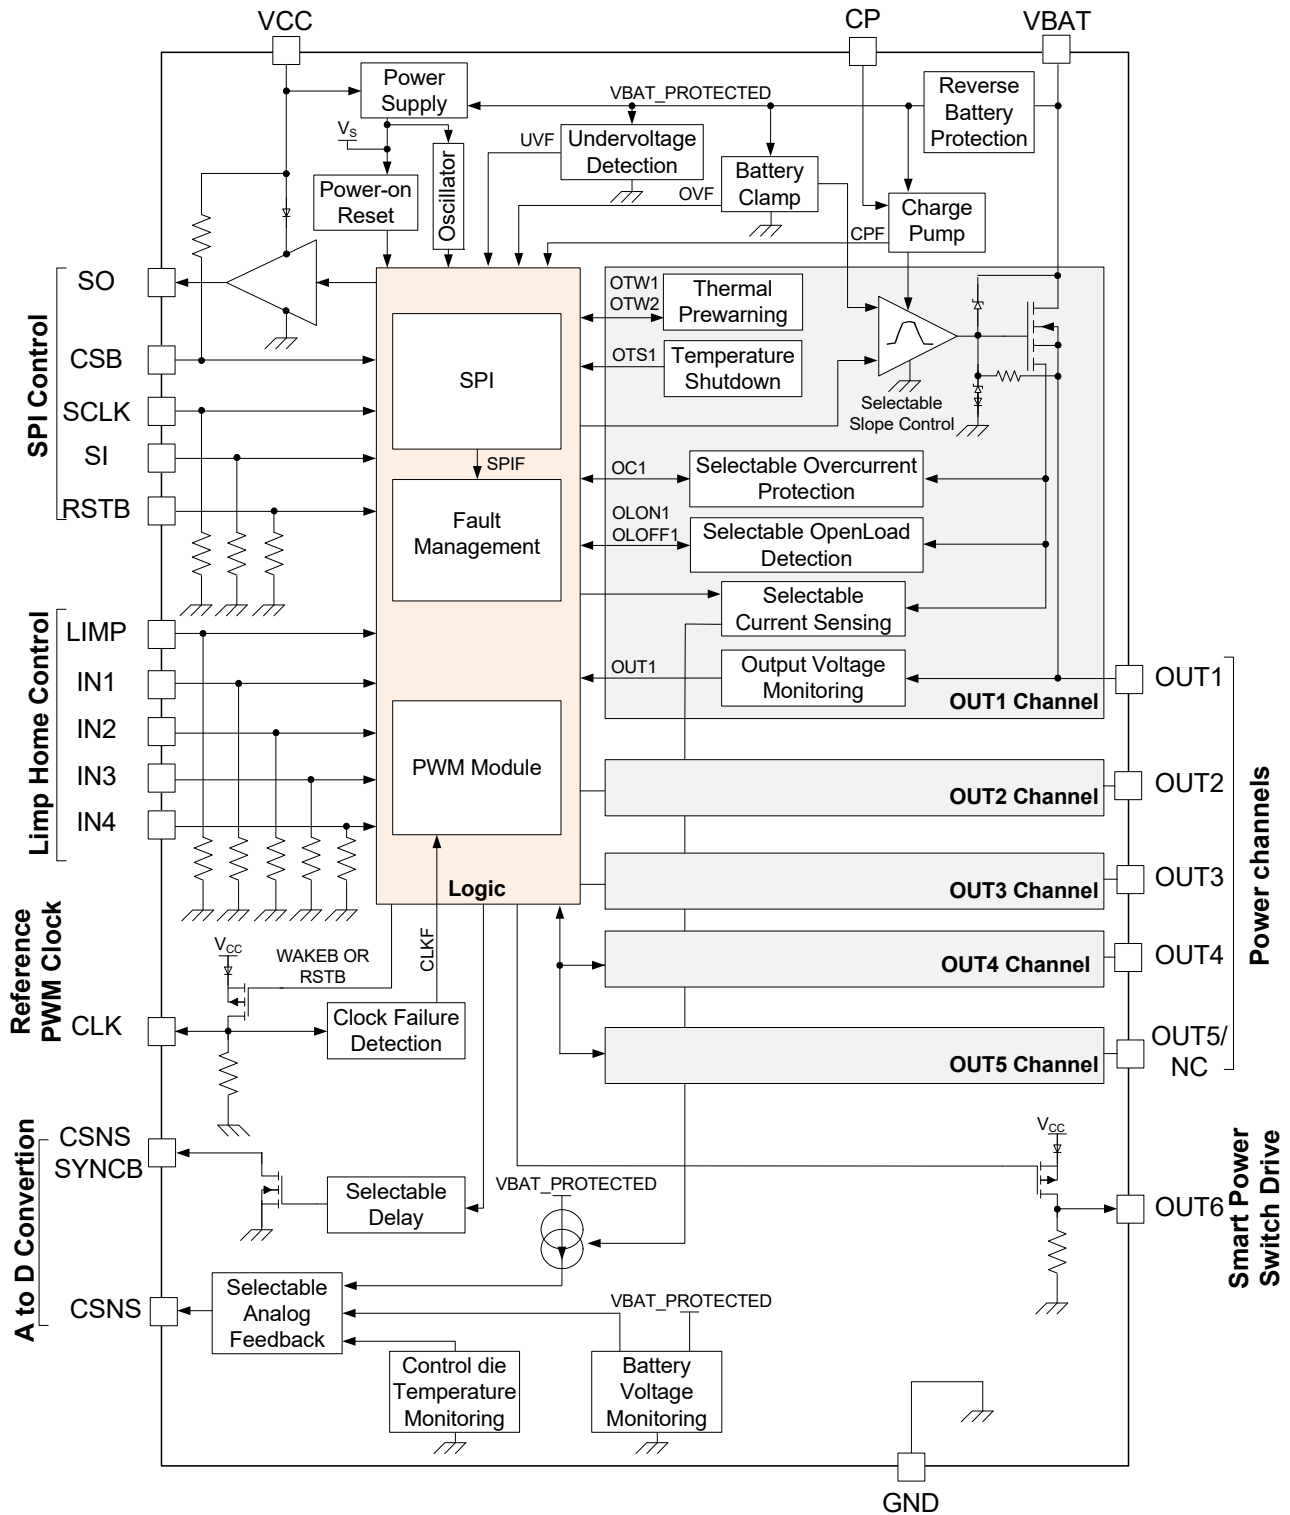 VCC
CP
VBAT
Power
Supply
VBAT_PROTECTED
Reverse
Battery
Protection
VS
UVF
Undervoltage
Detection
Oscillator
Power-on
Reset
OVF
Battery
Clamp
Charge
Pump
CPF
SPI Control
SO
CSB
SCLK
SI
RSTB
SPI
SPIF
Fault
Management
PWM Module
Logic
OTW1
OTW2
Thermal
Prewarning
OTS1
Temperature
Shutdown
Selectable
Slope Control
OC1
Selectable Overcurrent
Protection
OLON1
OLOFF1
Selectable OpenLoad
Detection
Selectable
Current Sensing
OUT1
Output Voltage
Monitoring
OUT1 Channel
OUT1
Limp Home Control
LIMP
IN1
IN2
IN3
IN4
OUT2 Channel
OUT2
OUT3 Channel
OUT3
OUT4 Channel
OUT4
OUT5 Channel
OUT5/
NC
Power channels
Reference
PWM Clock
CLK
VCC
WAKEB OR
RSTB
CLKF
Clock Failure
Detection
A to D Convertion
CSNS
SYNCB
Selectable
Delay
VBAT_PROTECTED
VCC
OUT6
Smart Power
Switch Drive
CSNS
Selectable
Analog
Feedback
VBAT_PROTECTED
Control die
Temperature
Monitoring
Battery
Voltage
Monitoring
GND